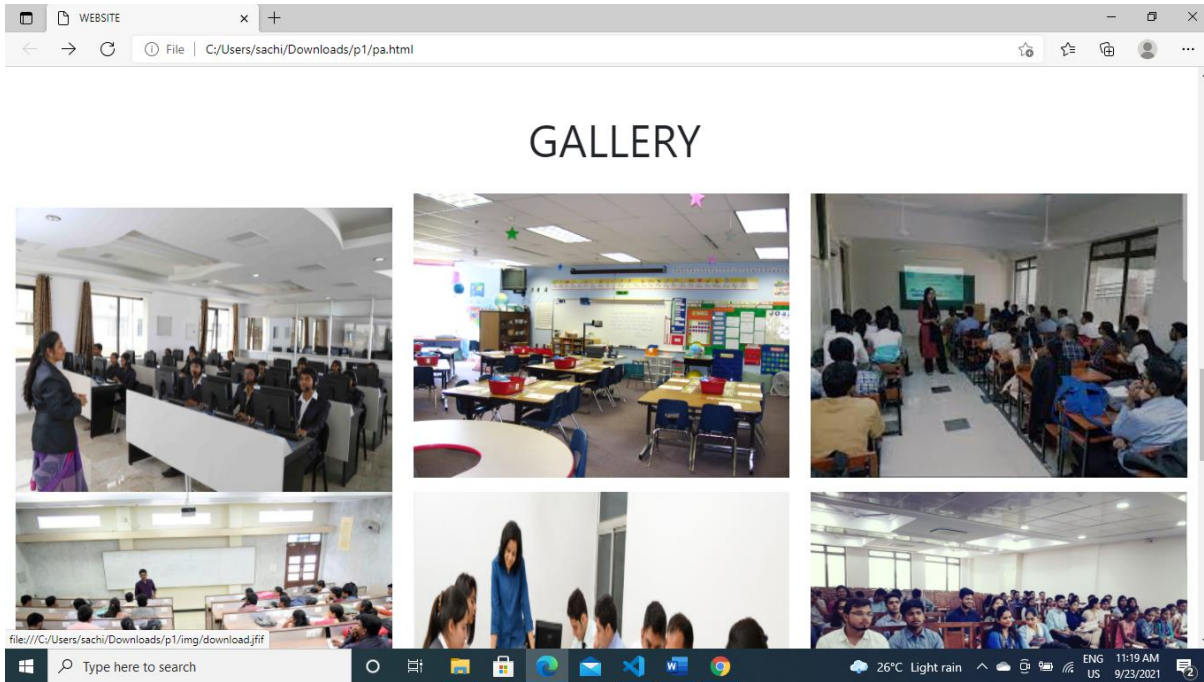 WEBSITE
File | C:/Users/sachi/Downloads/p1/pa.html
GALLERY
file:///C:/Users/sachi/Downloads/p1/img/download.jfif
Type here to search
26°C Light rain
ENG
US
11:19 AM
9/23/2021
2